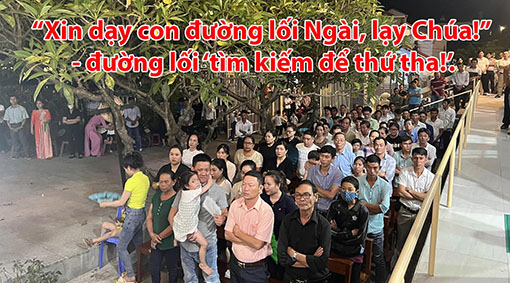 “Xin dạy con đường lối Ngài, lạy Chúa!”
- đường lối ‘tìm kiếm để thứ tha!’.